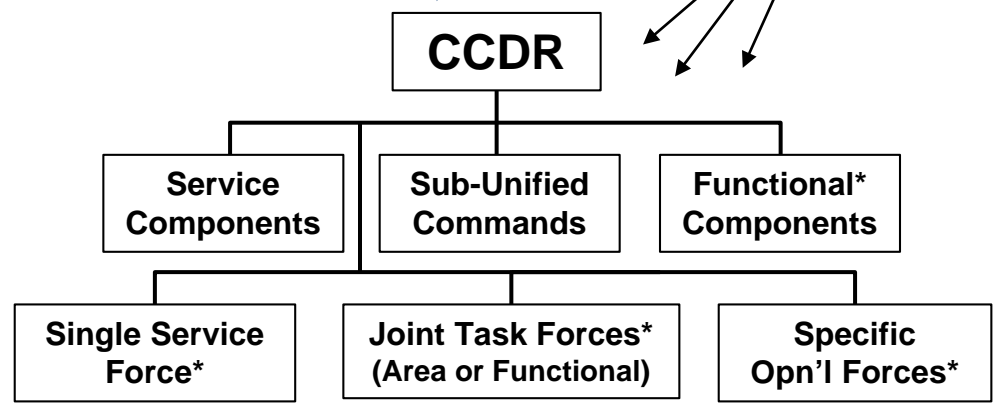 CCDR
Service
Components
Sub-Unified
Commands
Functional*
Components
Single Service
Force*
Joint Task Forces*
(Area or Functional)
Specific
Opn’l Forces*